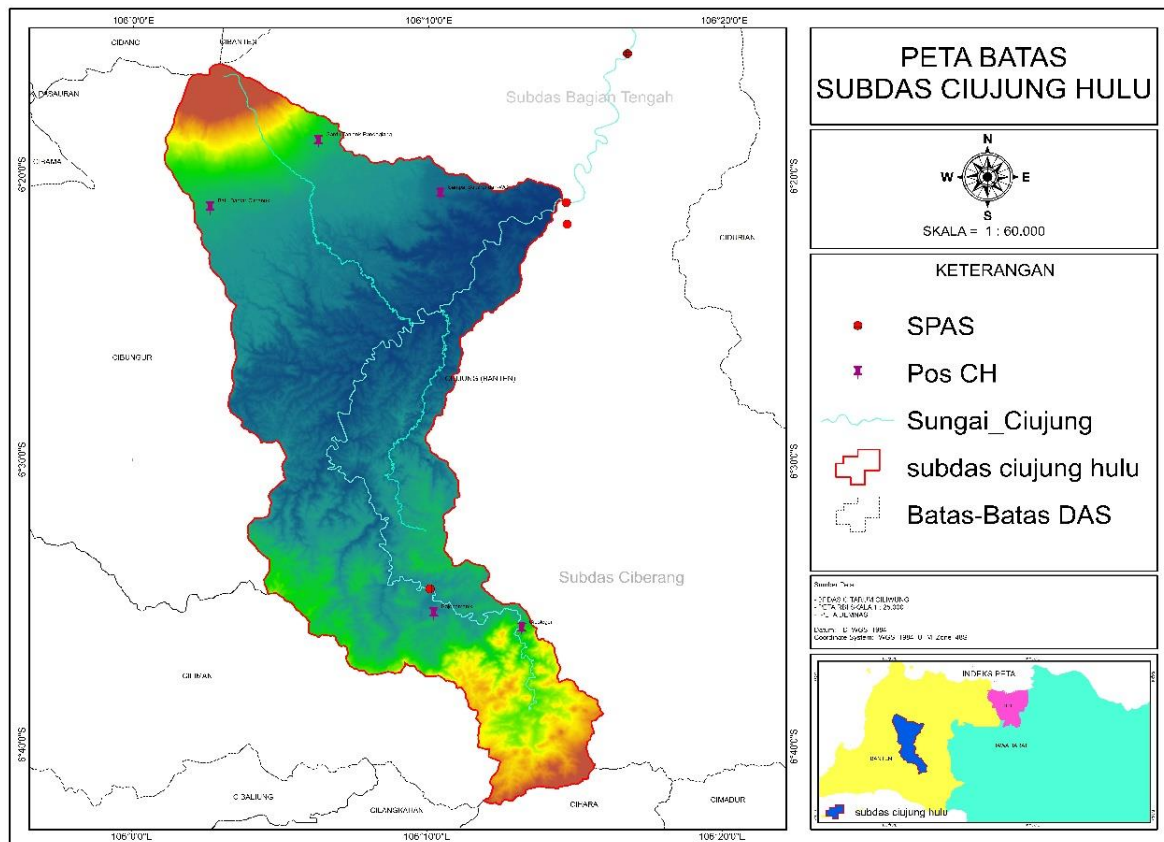 106°0'0"E
106°10'0"E
106°20'0"E
CIDANO
CIBANTEN
Subdas Bagian Tengah
6°20'0"S
6°20'0"S
CIDURIAN
CIBUNGUR
CIUJUNG (BANTEN)
6°30'0"S
6°30'0"S
Subdas Ciberang
CILIMAN
6°40'0"S
6°40'0"S
CIBALIUNG
CILANGKAHAN
CIHARA
CIMADUR
106°0'0"E
106°10'0"E
106°20'0"E
PETA BATAS
SUBDAS CIUJUNG HULU
N
W
E
S
SKALA = 1 : 60.000
KETERANGAN
SPAS
Pos CH
Sungai_Ciujung
subdas ciujung hulu
Batas-Batas DAS
Sumber Data:
INDEKS PETA
BANTEN
subdas ciujung hulu